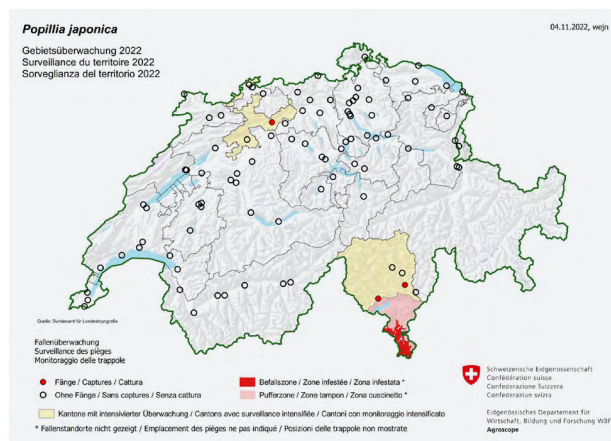 Popillia japonica
04.11.2022, wejn
Gebietsüberwachung 2022
Surveillance du territoire 2022
Sorveglianza del territorio 2022
Quelle: Bundesamt für Landestopografie
Fallenüberwachung
Surveillance des pièges
Monitoraggio delle trappole
Fänge / Captures / Cattura
Ohne Fänge / Sans captures / Senza cattura
Befallszone / Zone infestée / Zona infestata *
Pufferzone / Zone tampon / Zona cuscinetto *
Kantone mit intensivierter Überwachung / Cantons avec surveillance intensifiée / Cantoni con monitoraggio intensificato
* Fallenstandorte nicht gezeigt / Emplacement des pièges ne pas indiqué / Posizioni delle trappole non mostrate
Schweizerische Eidgenossenschaft
Confédération suisse
Confederazione Svizzera
Confederaziun svizra
Eidgenössisches Departement für
Wirtschaft, Bildung und Forschung WBF
Agroscope